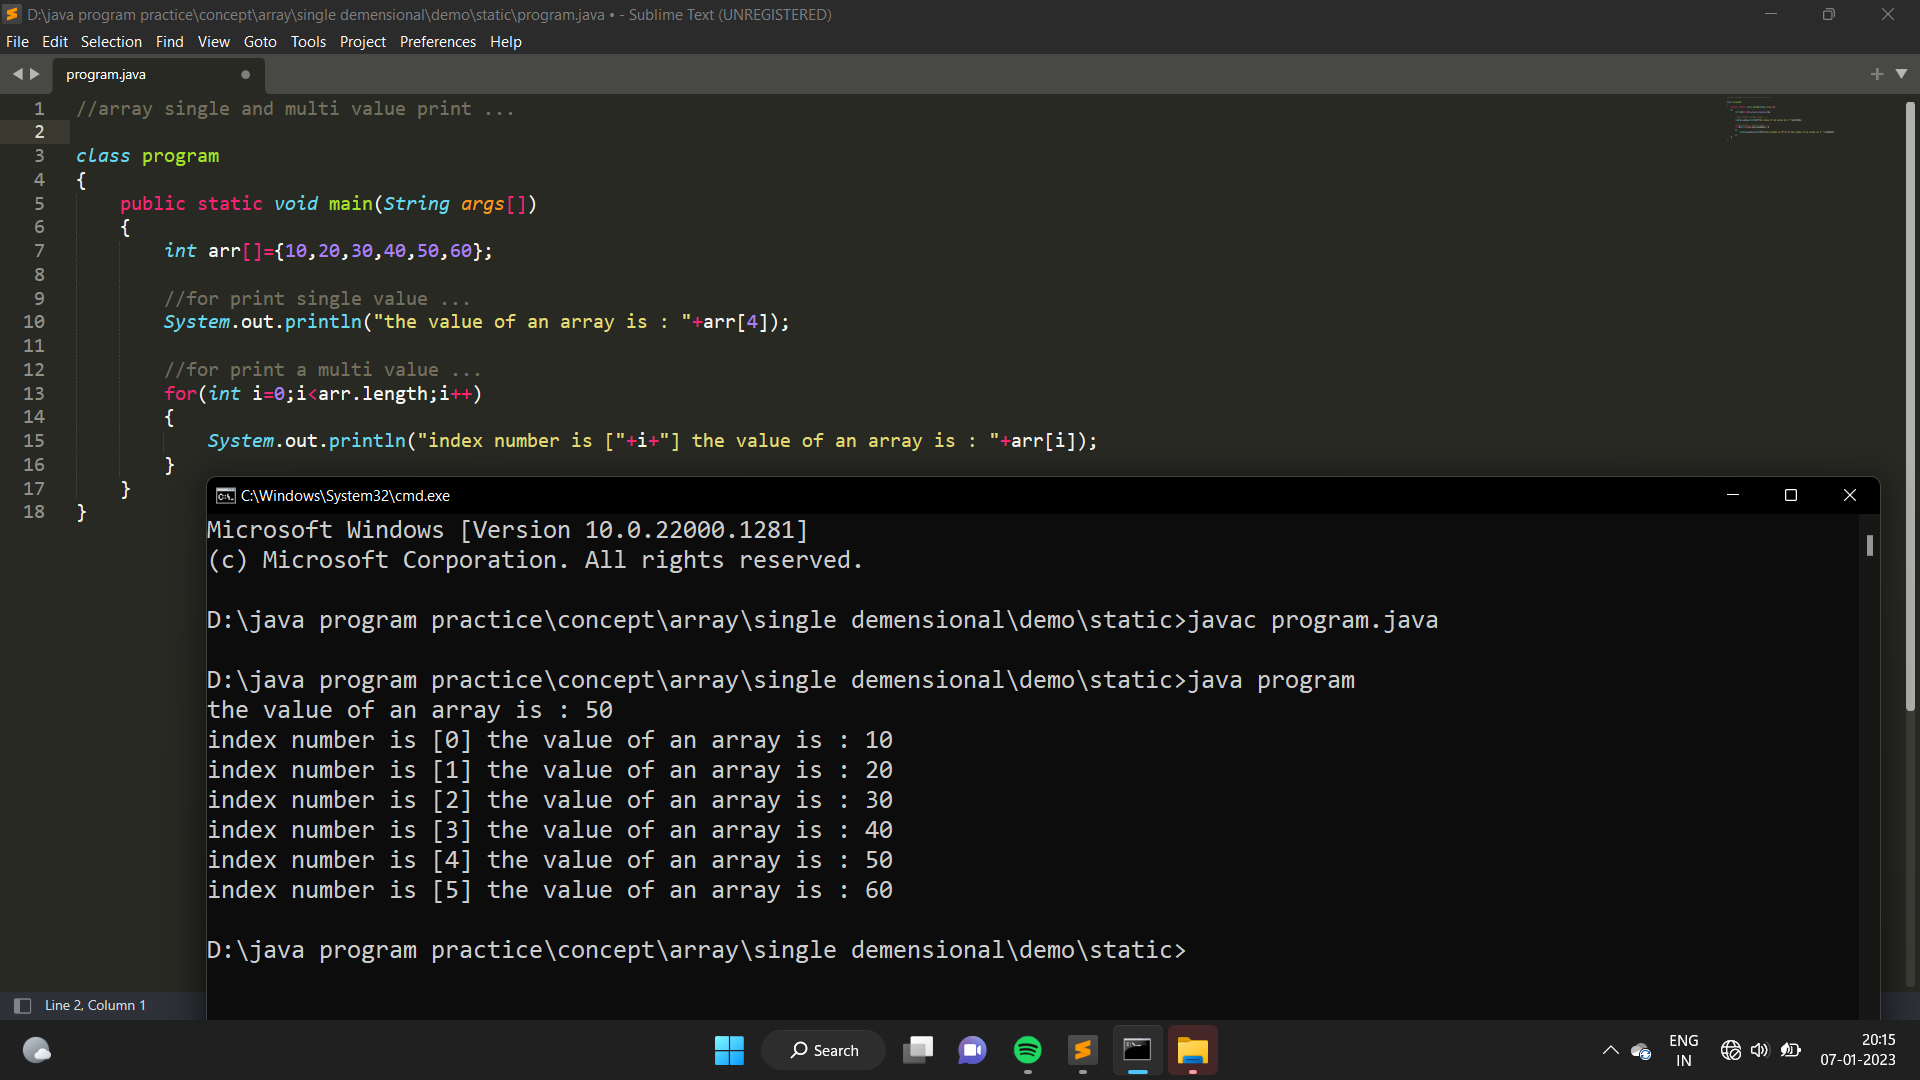 D:\java program practice\concept\array\single demensional\demo\static\program.java • - Sublime Text (UNREGISTERED)
File Edit Selection Find View Goto Tools Project Preferences Help
program.java
1 //array single and multi value print ...
2
3 class program
4 {
5 public static void main(String args[])
6 {
7 int arr[]={10,20,30,40,50,60};
8
9 //for print single value ...
10 System.out.println("the value of an array is : "+arr[4]);
11
12 //for print a multi value ...
13 for(int i=0;i<arr.length;i++)
14 {
15 System.out.println("index number is ["+i+"] the value of an array is : "+arr[i]);
16 }
17 }
18 }
C:\Windows\System32\cmd.exe
Microsoft Windows [Version 10.0.22000.1281]
(c) Microsoft Corporation. All rights reserved.
D:\java program practice\concept\array\single demensional\demo\static>javac program.java
D:\java program practice\concept\array\single demensional\demo\static>java program
the value of an array is : 50
index number is [0] the value of an array is : 10
index number is [1] the value of an array is : 20
index number is [2] the value of an array is : 30
index number is [3] the value of an array is : 40
index number is [4] the value of an array is : 50
index number is [5] the value of an array is : 60
D:\java program practice\concept\array\single demensional\demo\static>
Line 2, Column 1
Search
ENG
IN
20:15
07-01-2023